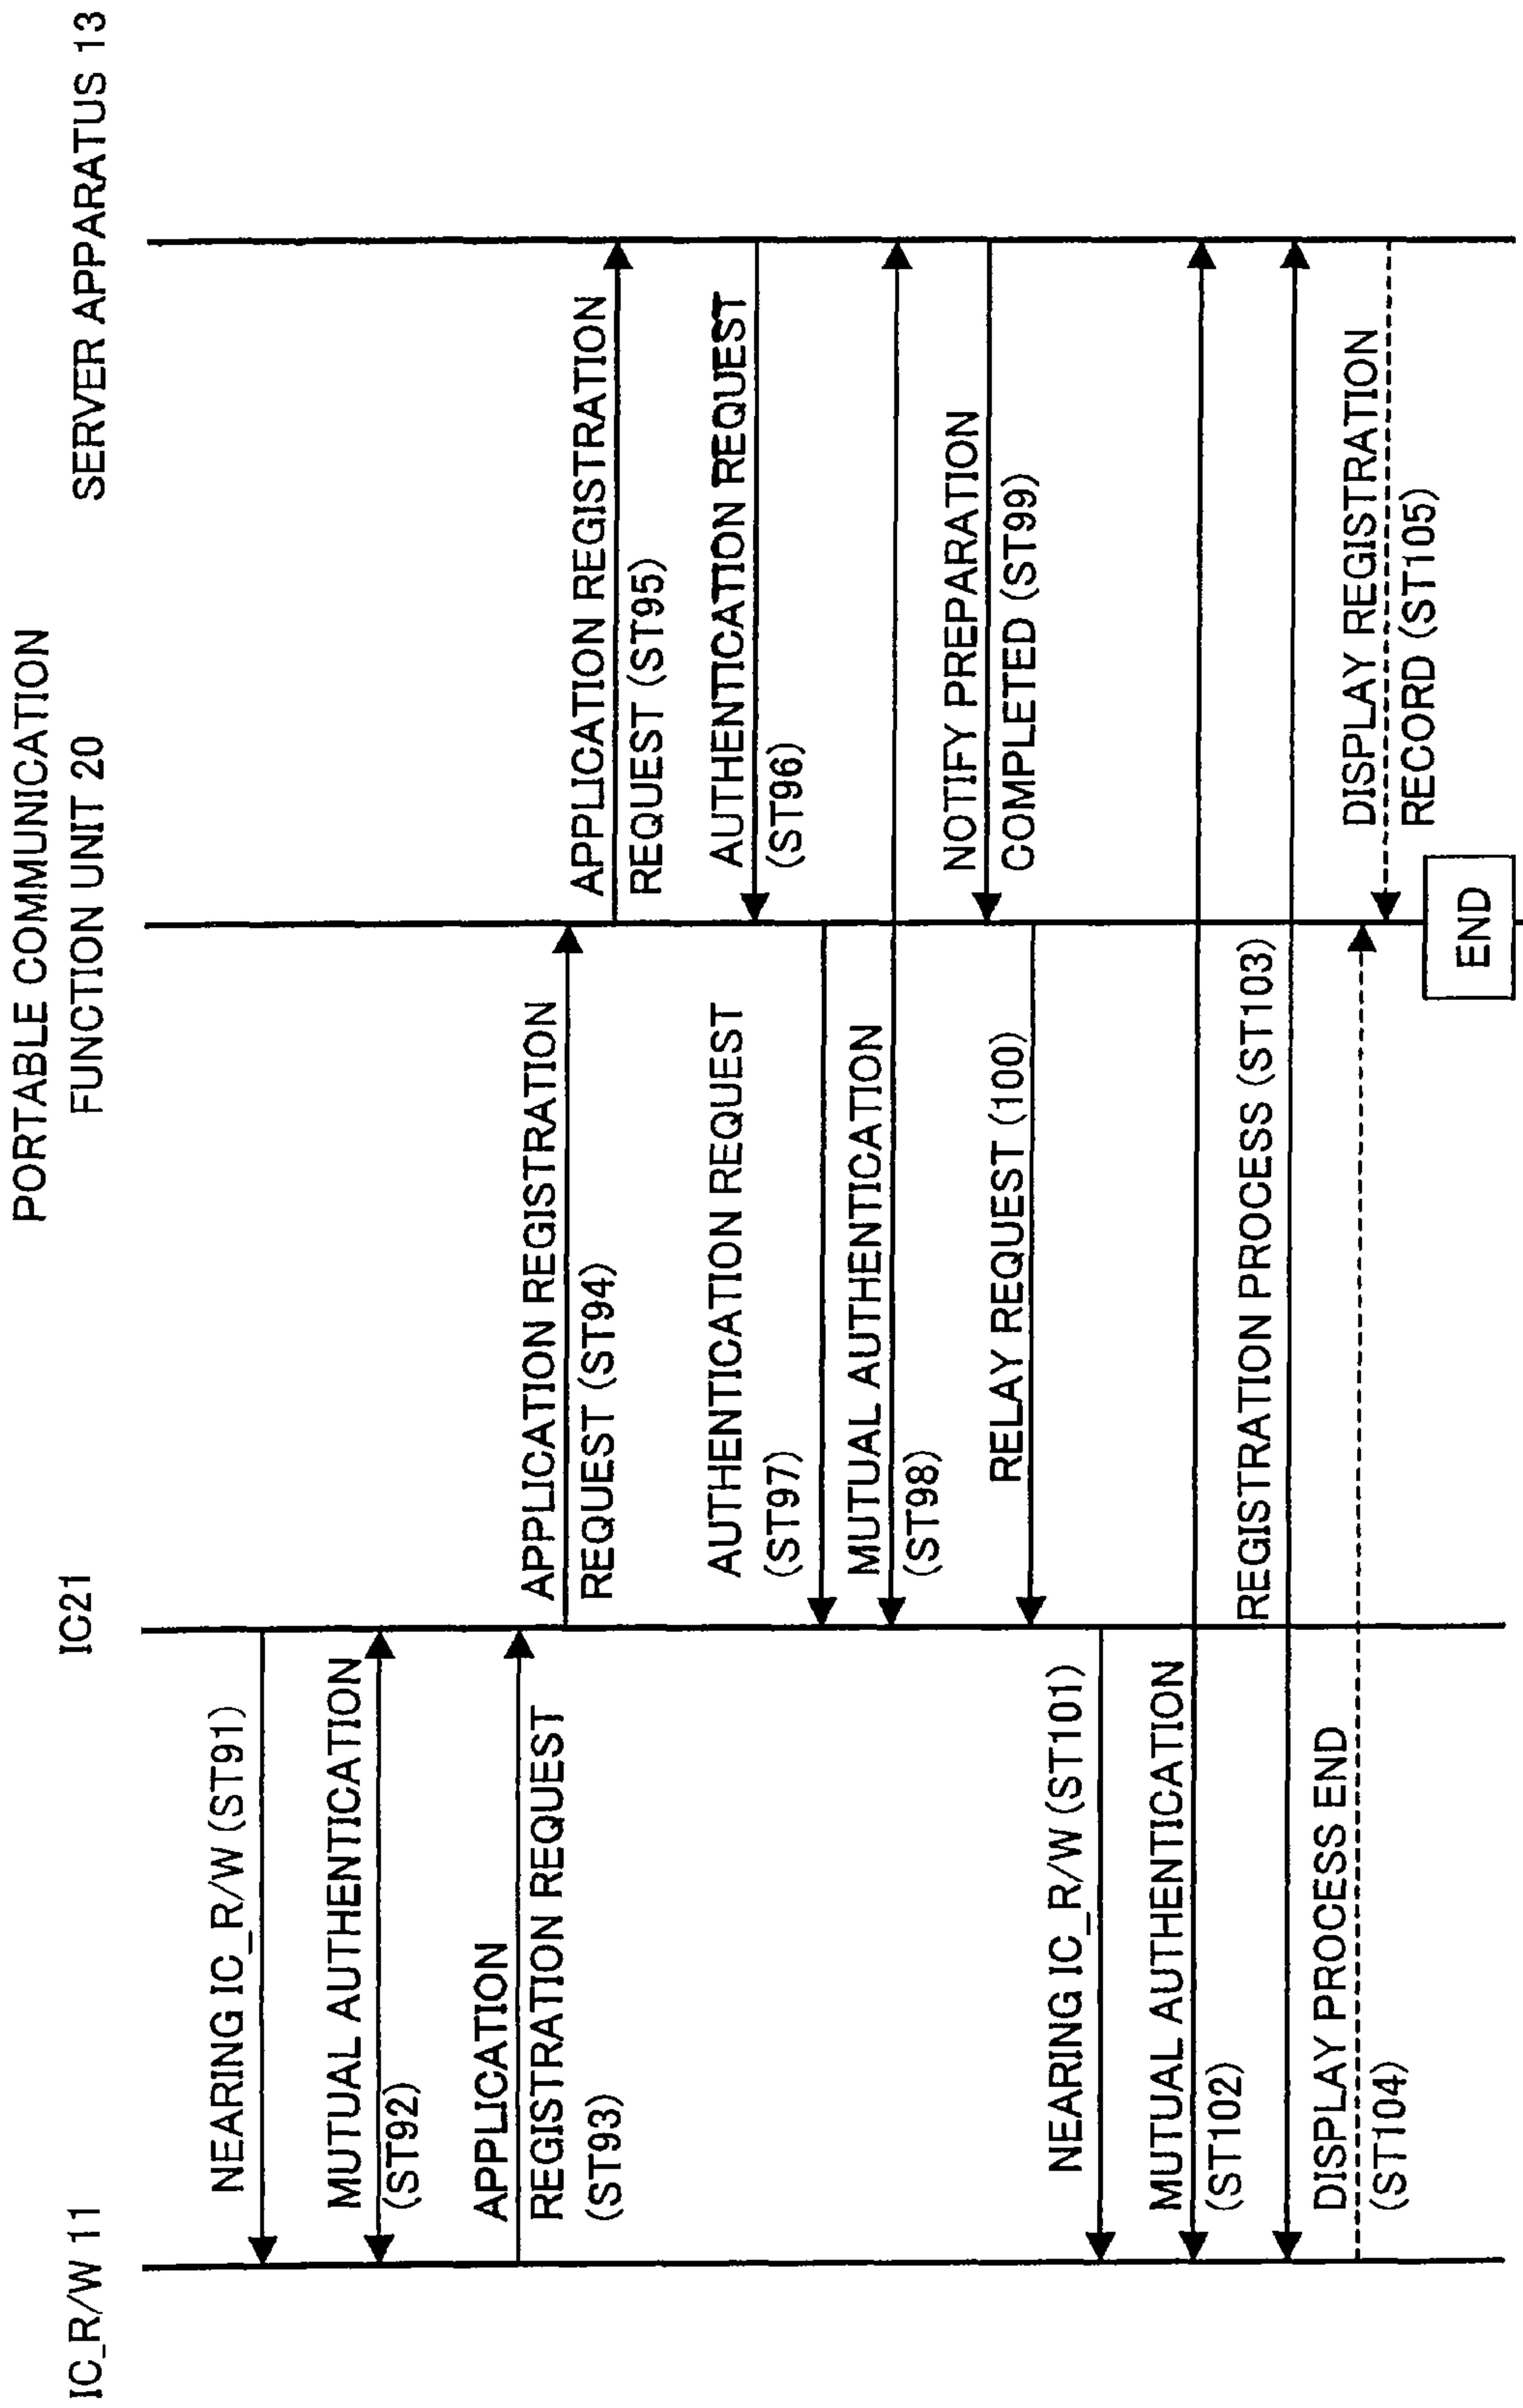 IC_R/W 11
IC21
PORTABLE COMMUNICATION
FUNCTION UNIT 20
SERVER APPARATUS 13
NEARING IC_R/W (ST91)
MUTUAL AUTHENTICATION
(ST92)
APPLICATION
REGISTRATION REQUEST
(ST93)
APPLICATION REGISTRATION
REQUEST (ST94)
APPLICATION REGISTRATION
REQUEST (ST95)
AUTHENTICATION REQUEST
(ST96)
AUTHENTICATION REQUEST
(ST97)
MUTUAL AUTHENTICATION
(ST98)
NOTIFY PREPARATION
COMPLETED (ST99)
RELAY REQUEST (100)
NEARING IC_R/W (ST101)
MUTUAL AUTHENTICATION
(ST102)
REGISTRATION PROCESS (ST103)
DISPLAY PROCESS END
(ST104)
DISPLAY REGISTRATION
RECORD (ST105)
END